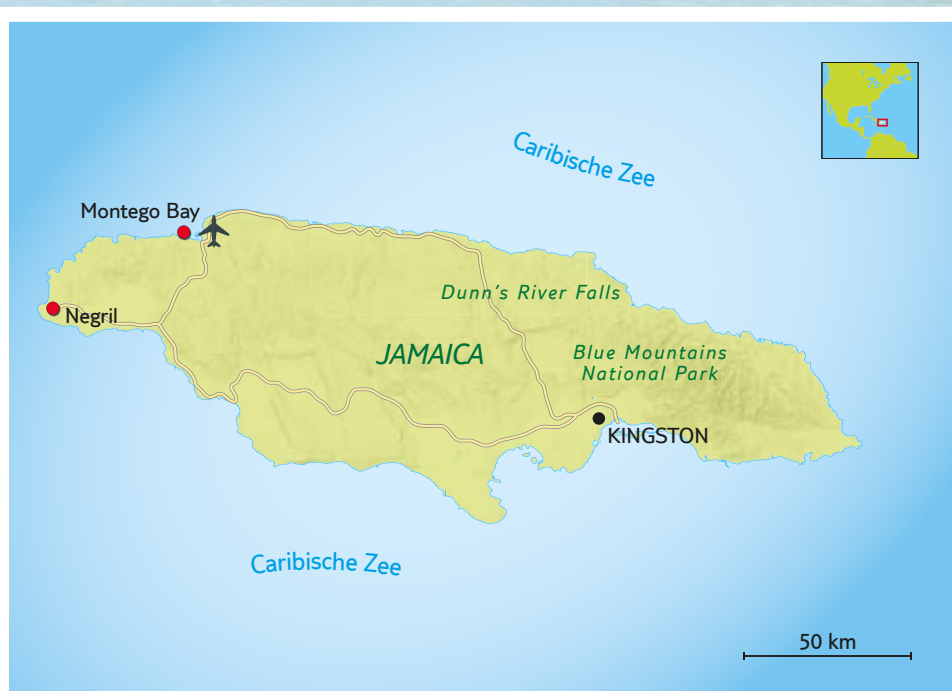 Caribische Zee
Montego Bay
Dunn's River Falls
Negril
JAMAICA
Blue Mountains
National Park
KINGSTON
Caribische Zee
50 km